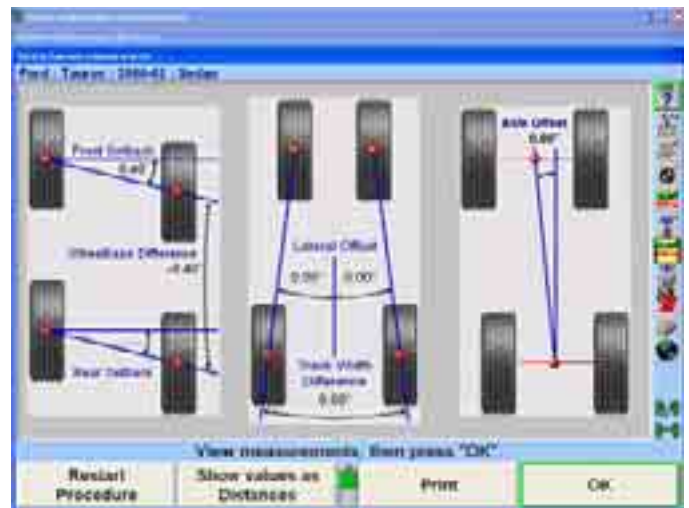 Ford : Taurus : 2000-03 : Sedan
Front Setback
0.40°
Wheelbase Difference
-0.40°
Rear Setback
Lateral Offset
0.00° 0.00°
Track Width
Difference
0.00°
Axle Offset
0.00°
View measurements, then press "OK"
Restart
Procedure
Show values as
Distances
Print
OK